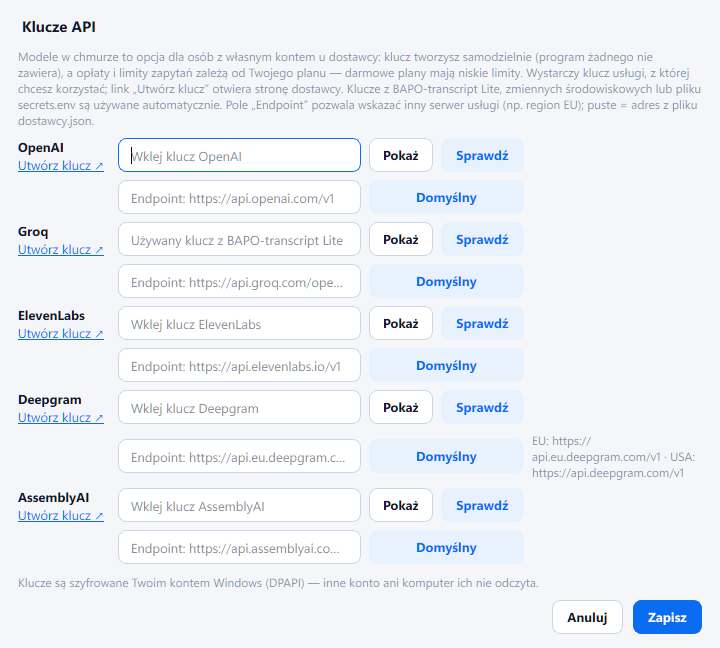 Klucze API
Modele w chmurze to opcja dla osób z własnym kontem u dostawcy: klucz tworzysz samodzielnie (program żadnego nie
zawiera), a opłaty i limity zapytań zależą od Twojego planu — darmowe plany mają niskie limity. Wystarczy klucz usługi, z której
chcesz korzystać; link „Utwórz klucz” otwiera stronę dostawcy. Klucze z BAPO-transcript Lite, zmiennych środowiskowych lub pliku
secrets.env są używane automatycznie. Pole „Endpoint” pozwala wskazać inny serwer usługi (np. region EU); puste = adres z pliku
dostawcy.json.
OpenAI
Utwórz klucz ↗
Wklej klucz OpenAI
Pokaż
Sprawdź
Endpoint: https://api.openai.com/v1
Domyślny
Groq
Utwórz klucz ↗
Używany klucz z BAPO-transcript Lite
Pokaż
Sprawdź
Endpoint: https://api.groq.com/ope...
Domyślny
ElevenLabs
Utwórz klucz ↗
Wklej klucz ElevenLabs
Pokaż
Sprawdź
Endpoint: https://api.elevenlabs.io/v1
Domyślny
Deepgram
Utwórz klucz ↗
Wklej klucz Deepgram
Pokaż
Sprawdź
Endpoint: https://api.eu.deepgram.c...
Domyślny
EU: https://
api.eu.deepgram.com/v1 · USA:
https://api.deepgram.com/v1
AssemblyAI
Utwórz klucz ↗
Wklej klucz AssemblyAI
Pokaż
Sprawdź
Endpoint: https://api.assemblyai.co...
Domyślny
Klucze są szyfrowane Twoim kontem Windows (DPAPI) — inne konto ani komputer ich nie odczyta.
Anuluj
Zapisz